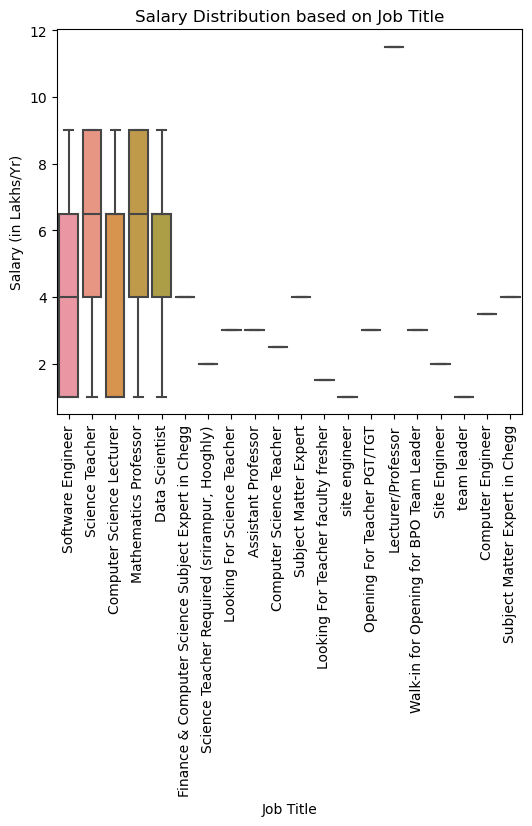 Salary Distribution based on Job Title
Salary (in Lakhs/Yr)
12
10
8
6
4
2
Software Engineer
Science Teacher
Computer Science Lecturer
Mathematics Professor
Data Scientist
Finance & Computer Science Subject Expert in Chegg
Science Teacher Required (srirampur, Hooghly)
Looking For Science Teacher
Assistant Professor
Computer Science Teacher
Subject Matter Expert
Looking For Teacher faculty fresher
site engineer
Opening For Teacher PGT/TGT
Lecturer/Professor
Walk-in for Opening for BPO Team Leader
Site Engineer
team leader
Computer Engineer
Subject Matter Expert in Chegg
Job Title